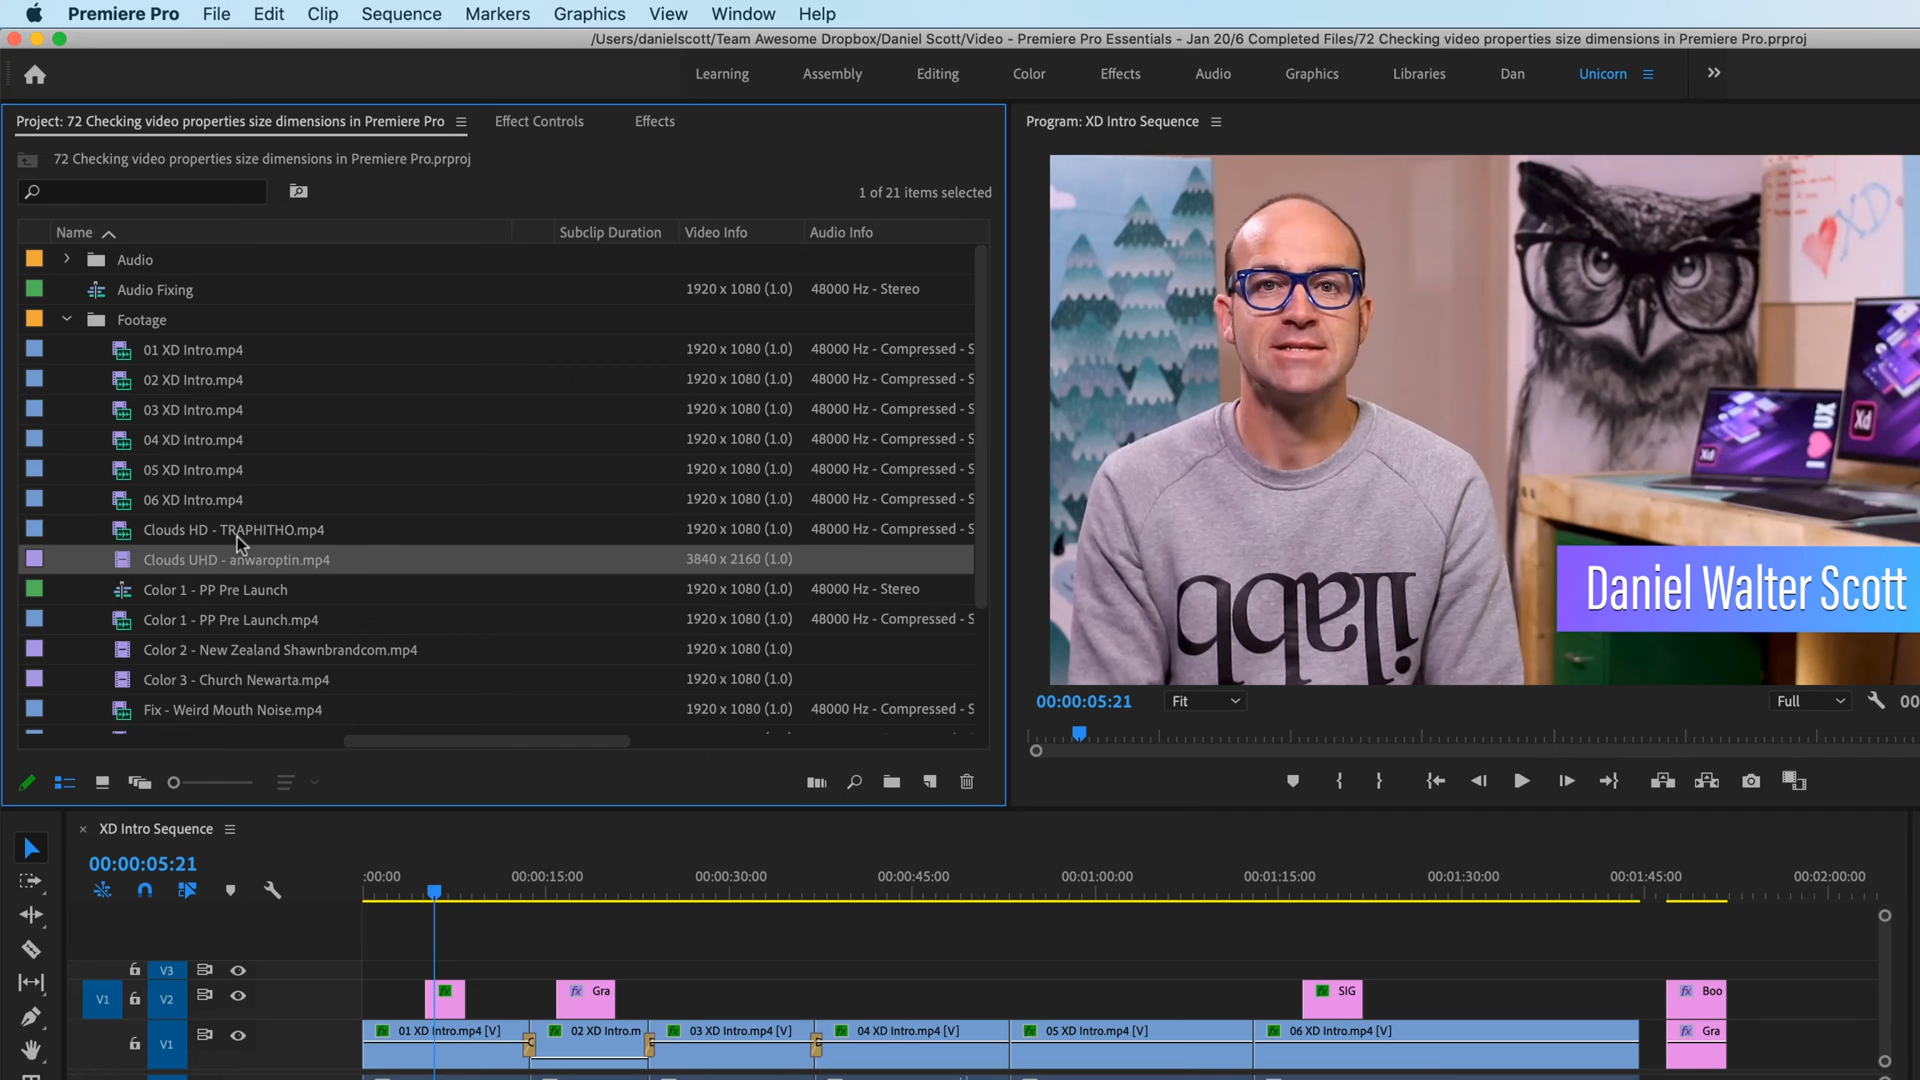 Premiere Pro File Edit Clip Sequence Markers Graphics View Window Help
/Users/danielscott/Team Awesome Dropbox/Daniel Scott/Video - Premiere Pro Essentials - Jan 20/6 Completed Files/72 Checking video properties size dimensions in Premiere Pro.prproj
Learning Assembly Editing Color Effects Audio Graphics Libraries Dan Unicorn
Project: 72 Checking video properties size dimensions in Premiere Pro Effect Controls Effects
Program: XD Intro Sequence
72 Checking video properties size dimensions in Premiere Pro.prproj
1 of 21 items selected
Name Subclip Duration Video Info Audio Info
Audio
Audio Fixing 1920 x 1080 (1.0) 48000 Hz - Stereo
Footage
01 XD Intro.mp4 1920 x 1080 (1.0) 48000 Hz - Compressed - S
02 XD Intro.mp4 1920 x 1080 (1.0) 48000 Hz - Compressed - S
03 XD Intro.mp4 1920 x 1080 (1.0) 48000 Hz - Compressed - S
04 XD Intro.mp4 1920 x 1080 (1.0) 48000 Hz - Compressed - S
05 XD Intro.mp4 1920 x 1080 (1.0) 48000 Hz - Compressed - S
06 XD Intro.mp4 1920 x 1080 (1.0) 48000 Hz - Compressed - S
Clouds HD - TRAPHITHO.mp4 1920 x 1080 (1.0) 48000 Hz - Compressed - S
Clouds UHD - anwaroptin.mp4 3840 x 2160 (1.0)
Color 1 - PP Pre Launch 1920 x 1080 (1.0) 48000 Hz - Stereo
Color 1 - PP Pre Launch.mp4 1920 x 1080 (1.0) 48000 Hz - Compressed - S
Color 2 - New Zealand Shawnbrandcom.mp4 1920 x 1080 (1.0)
Color 3 - Church Newarta.mp4 1920 x 1080 (1.0)
Fix - Weird Mouth Noise.mp4 1920 x 1080 (1.0) 48000 Hz - Compressed - S
XD
I UX
Xd
Xd
Daniel Walter Scott
00:00:05:21 Fit Full 00
XD Intro Sequence
00:00:05:21
:00:00 00:00:15:00 00:00:30:00 00:00:45:00 00:01:00:00 00:01:15:00 00:01:30:00 00:01:45:00 00:02:00:00
V3
V1 V2 fx fx Gra fx SIG fx Boo
V1 fx 01 XD Intro.mp4 [V] fx 02 XD Intro.m fx 03 XD Intro.mp4 [V] fx 04 XD Intro.mp4 [V] fx 05 XD Intro.mp4 [V] fx 06 XD Intro.mp4 [V] fx Gra